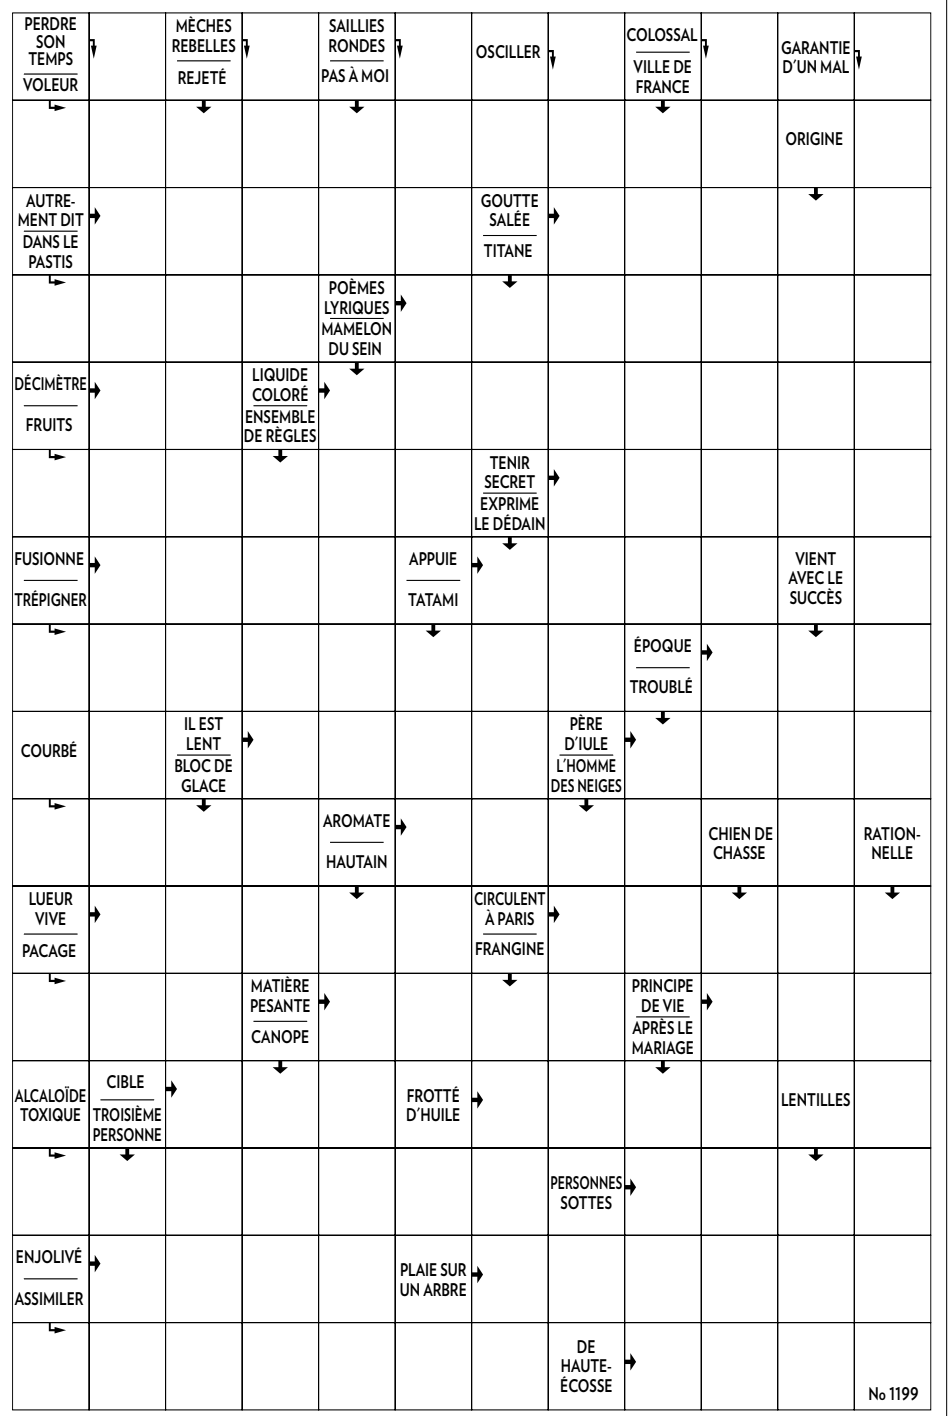 PERDRE
SON
TEMPS
VOLEUR
MÈCHES
REBELLES
REJETÉ
SAILLIES
RONDES
PAS À MOI
OSCILLER
COLOSSAL
VILLE DE
FRANCE
GARANTIE
D'UN MAL
ORIGINE
AUTRE-
MENT DIT
DANS LE
PASTIS
GOUTTE
SALÉE
TITANE
POÈMES
LYRIQUES
MAMELON
DU SEIN
DÉCIMÈTRE
FRUITS
LIQUIDE
COLORÉ
ENSEMBLE
DE RÈGLES
TENIR
SECRET
EXPRIME
LE DÉDAIN
FUSIONNE
TRÉPIGNER
APPUIE
TATAMI
VIENT
AVEC LE
SUCCÈS
ÉPOQUE
TROUBLÉ
COURBÉ
IL EST
LENT
BLOC DE
GLACE
PÈRE
D'IULE
L'HOMME
DES NEIGES
AROMATE
HAUTAIN
CHIEN DE
CHASSE
RATION-
NELLE
LUEUR
VIVE
PACAGE
CIRCULENT
À PARIS
FRANGINE
MATIÈRE
PESANTE
CANOPE
PRINCIPE
DE VIE
APRÈS LE
MARIAGE
ALCALOÏDE
TOXIQUE
CIBLE
TROISIÈME
PERSONNE
FROTTÉ
D'HUILE
LENTILLES
PERSONNES
SOTTES
ENJOLIVÉ
ASSIMILER
PLAIE SUR
UN ARBRE
DE
HAUTE-
ÉCOSSE
No 1199